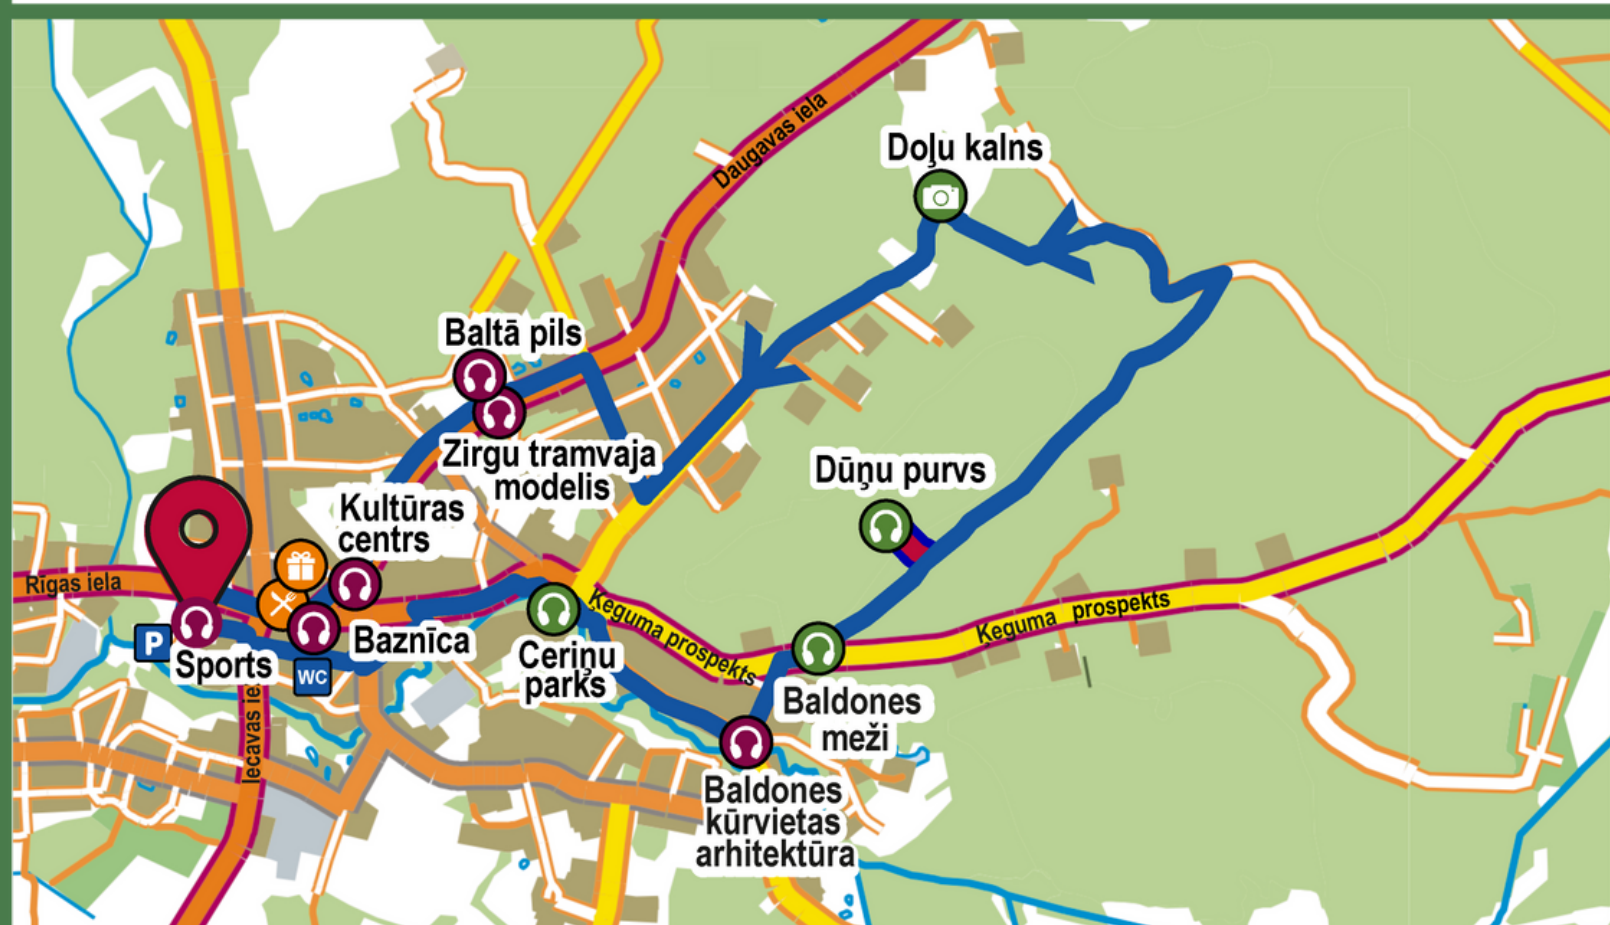 Daugavas iela
Doļu kalns
Baltā pils
Zirgu tramvaja
modelis
Dūņu purvs
Kultūras
centrs
Rīgas iela
Ķeguma prospekts
Ķeguma prospekts
Baznīca
P
Sports
WC
Ceriņu
parks
Iecavas ie
Baldones
meži
Baldones
kūrvietas
arhitektūra